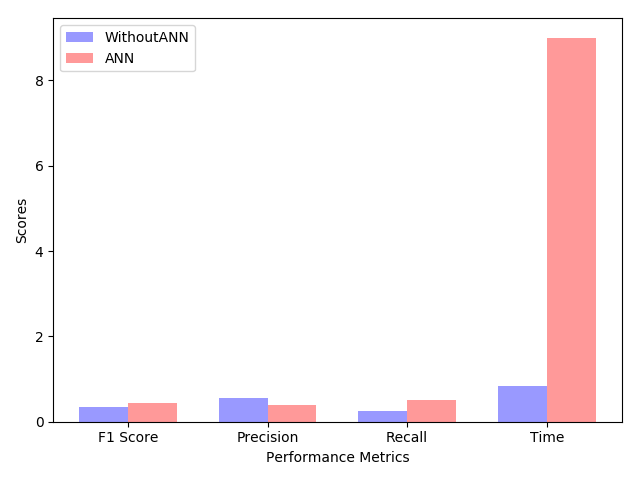 WithoutANN
ANN
8
6
4
2
0
Scores
F1 Score Precision Recall Time
Performance Metrics